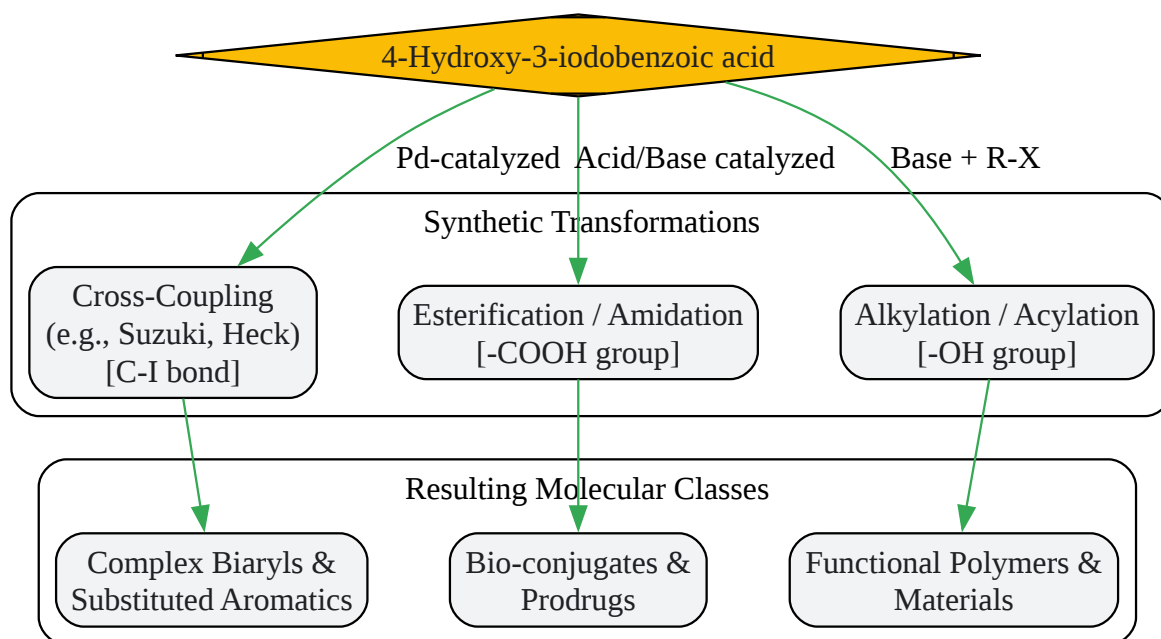 4-Hydroxy-3-iodobenzoic acid
Pd-catalyzed
Acid/Base catalyzed
Base + R-X
Synthetic Transformations
Cross-Coupling
(e.g., Suzuki, Heck)
[C-I bond]
Esterification / Amidation
[-COOH group]
Alkylation / Acylation
[-OH group]
Resulting Molecular Classes
Complex Biaryls &
Substituted Aromatics
Bio-conjugates &
Prodrugs
Functional Polymers &
Materials